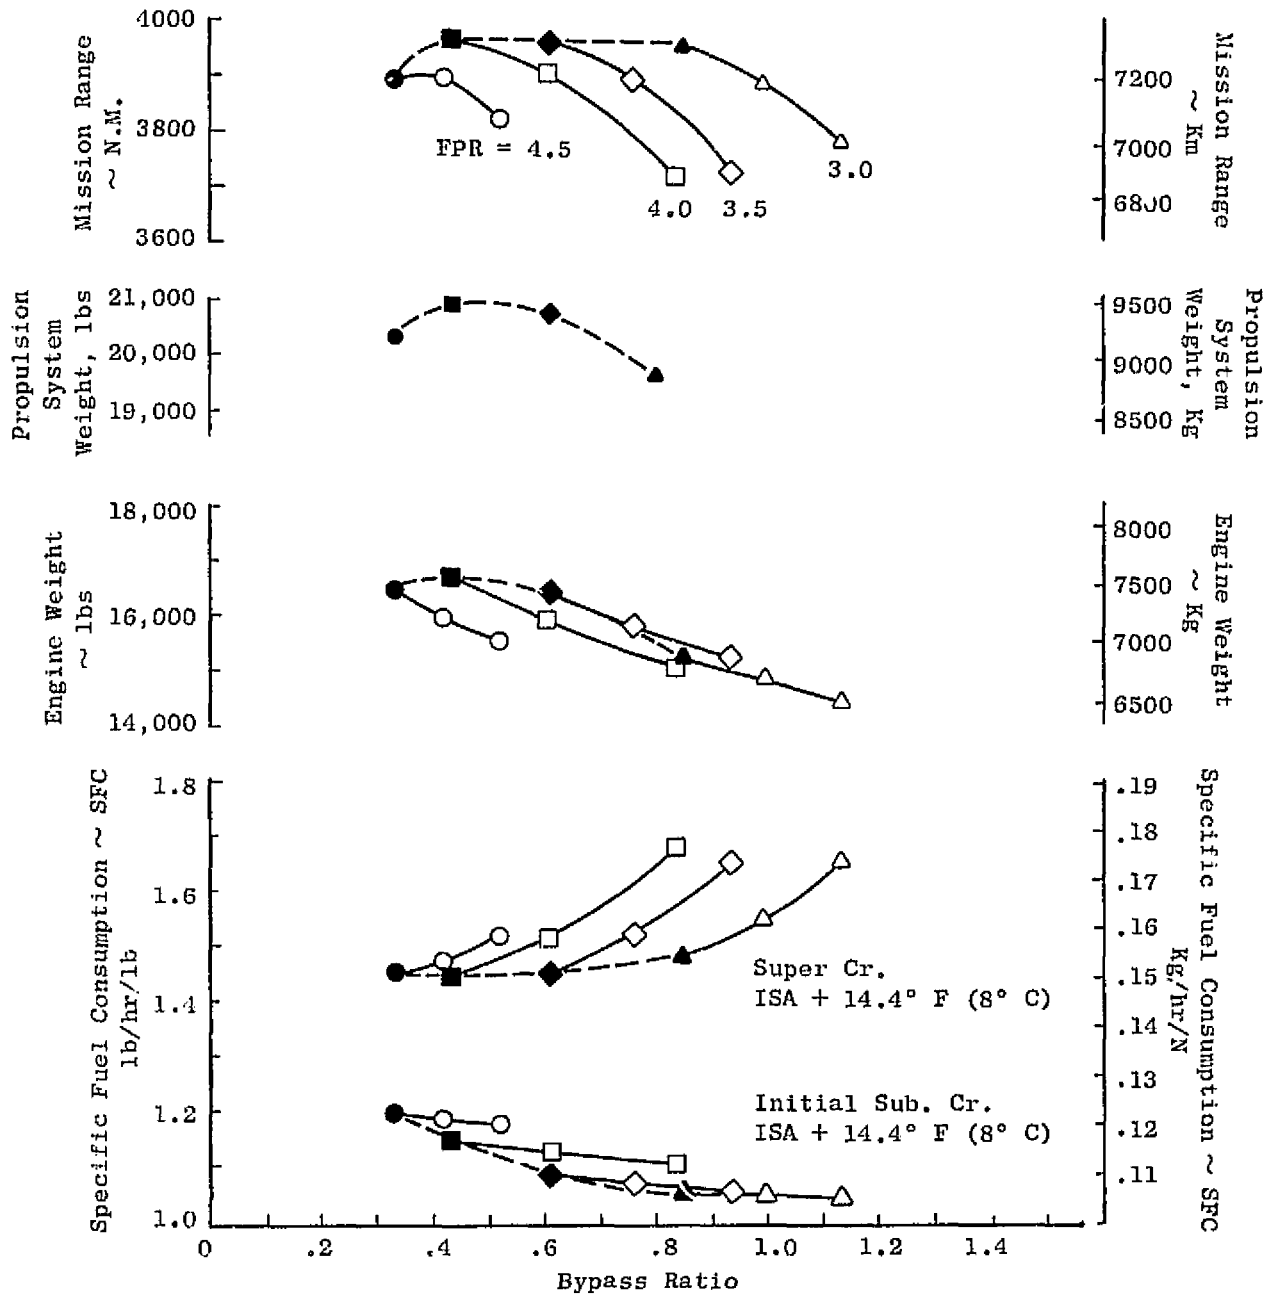 Mission Range
~ N.M.
4000
3800
3600
FPR = 4.5
4.0
3.5
3.0
7200
7000
6800
Mission Range
~ Km
Propulsion
System
Weight, lbs
21,000
20,000
19,000
9500
9000
8500
Propulsion
System
Weight, Kg
Engine Weight
~ lbs
18,000
16,000
14,000
8000
7500
7000
6500
Engine Weight
~ Kg
Specific Fuel Consumption ~ SFC
lb/hr/lb
1.8
1.6
1.4
1.2
1.0
Super Cr.
ISA + 14.4° F (8° C)
Initial Sub. Cr.
ISA + 14.4° F (8° C)
.19
.18
.17
.16
.15
.14
.13
.12
.11
Specific Fuel Consumption ~ SFC
Kg/hr/N
0 .2 .4 .6 .8 1.0 1.2 1.4
Bypass Ratio